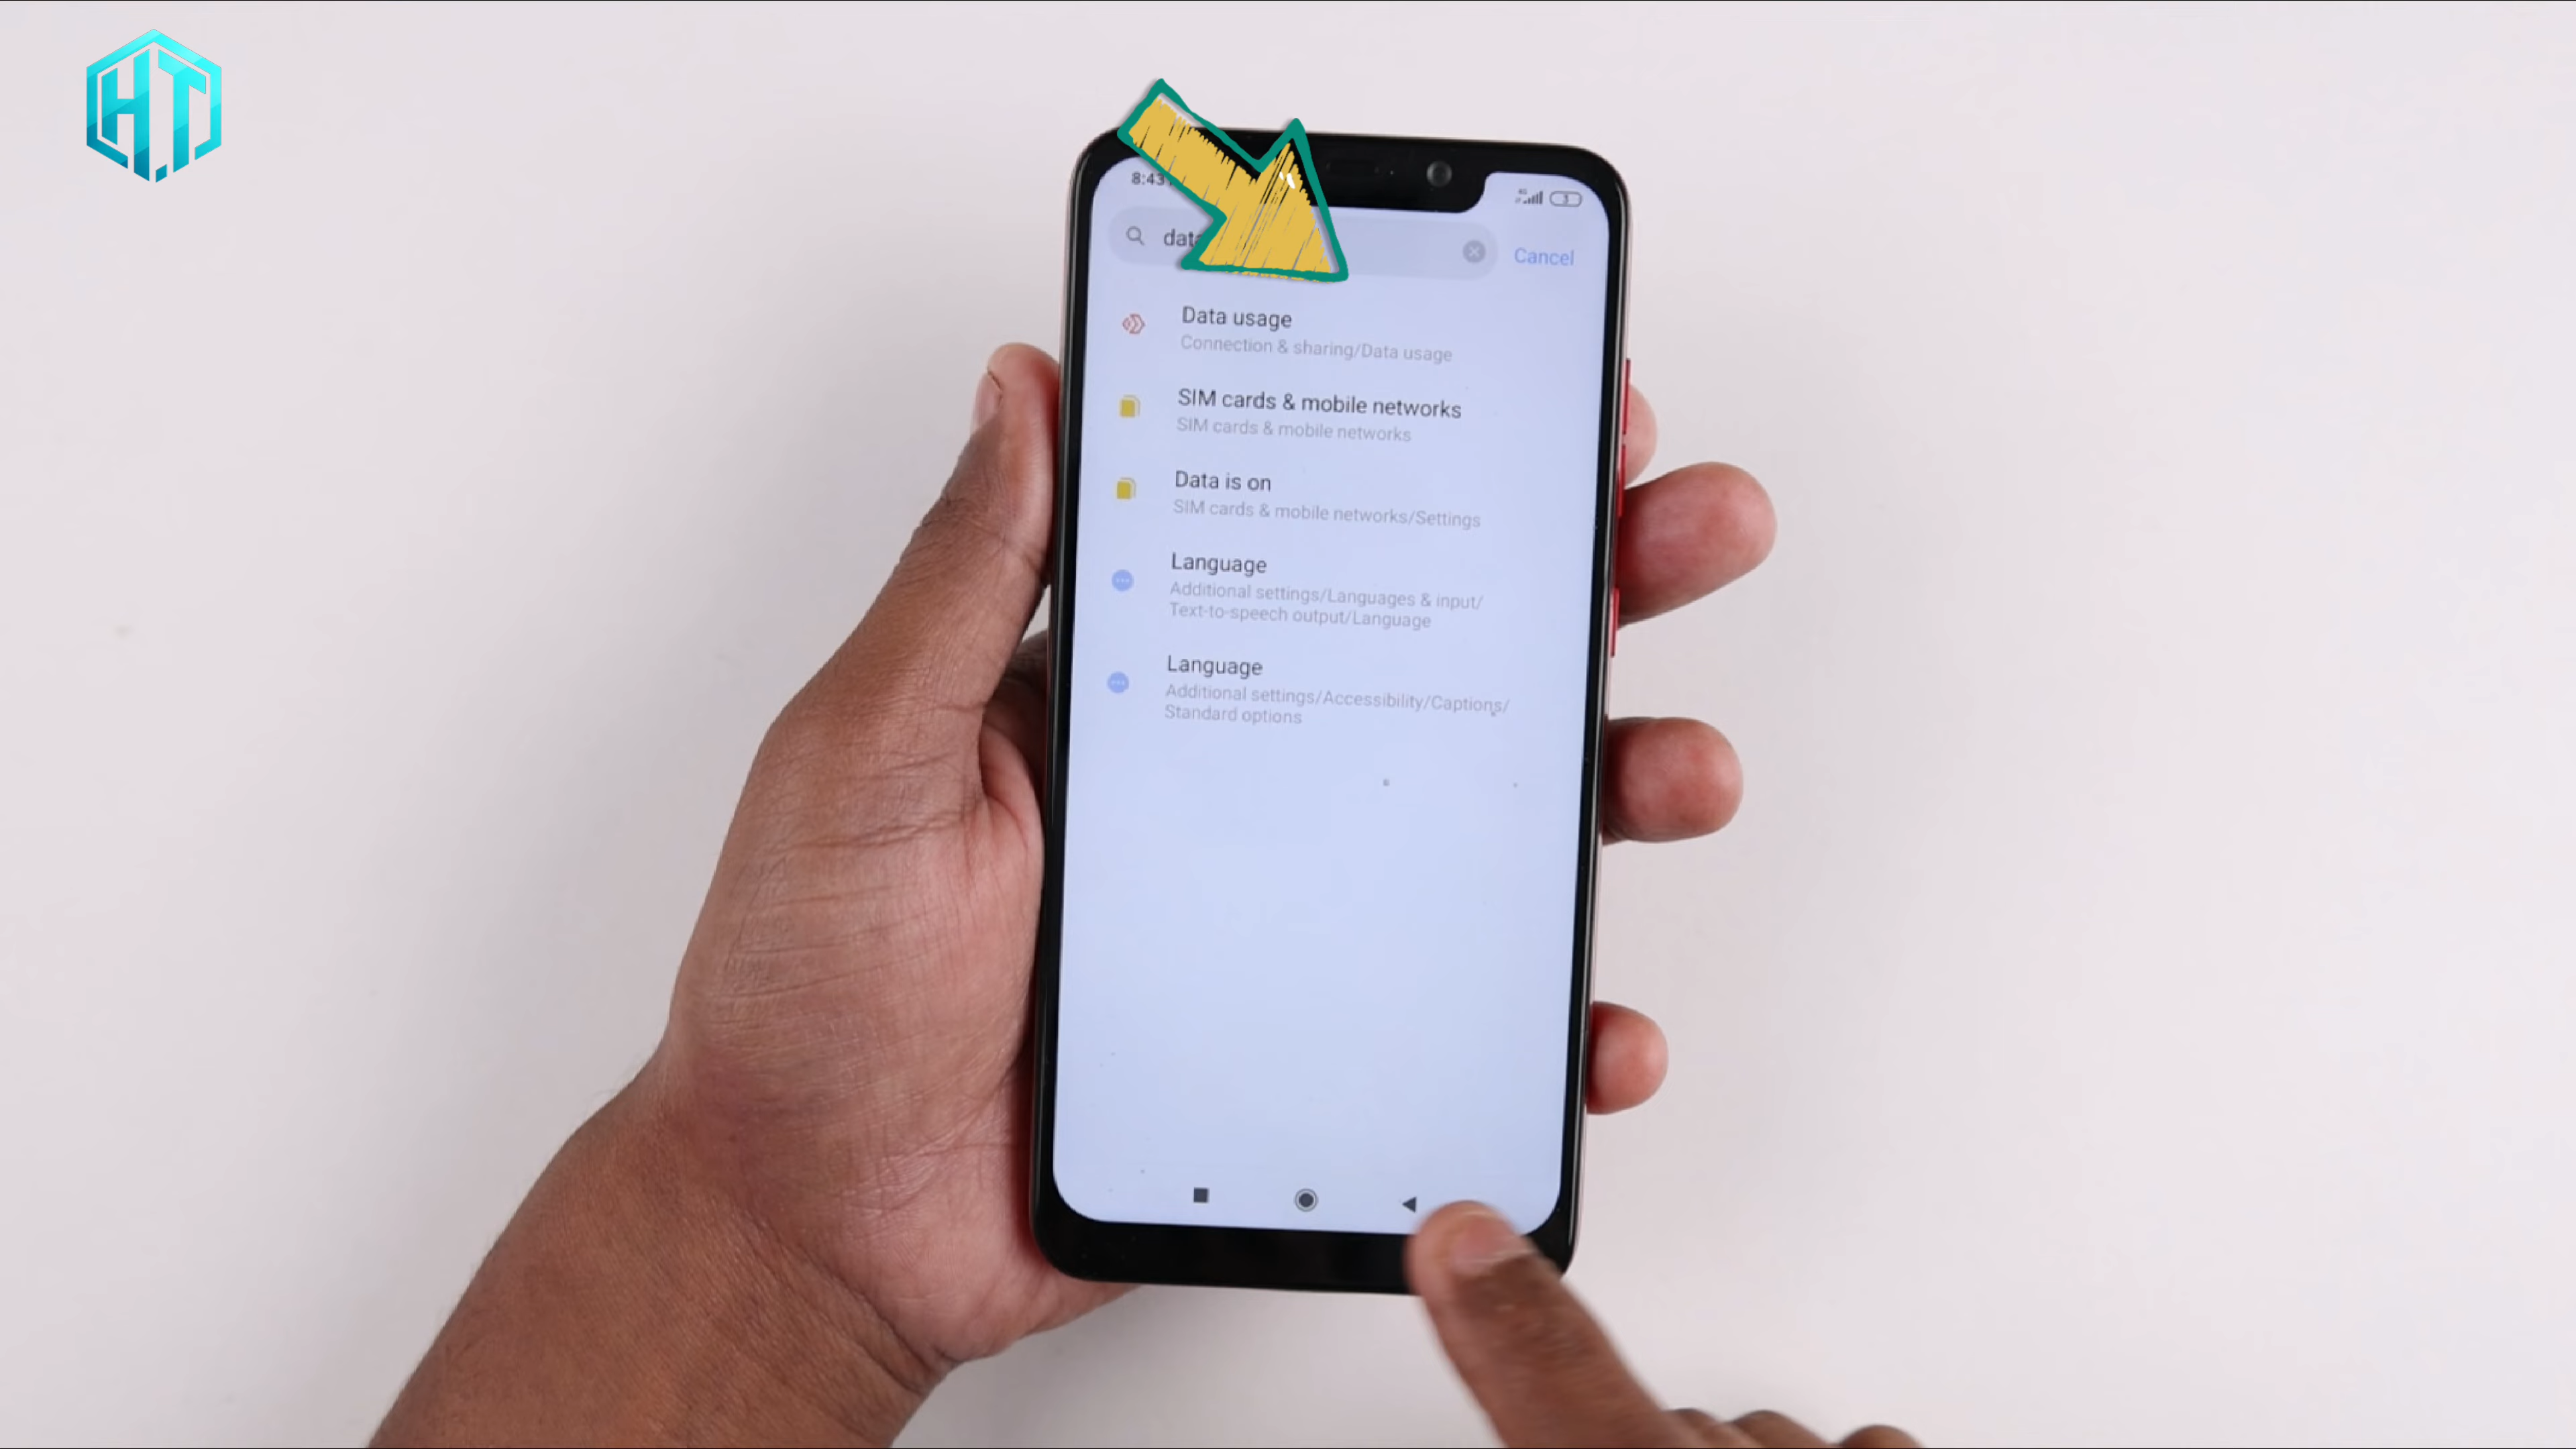 H.T
8:43
data
Cancel
Data usage
Connection & sharing/Data usage
SIM cards & mobile networks
SIM cards & mobile networks
Data is on
SIM cards & mobile networks/Settings
Language
Additional settings/Languages & input/
Text-to-speech output/Language
Language
Additional settings/Accessibility/Captions/
Standard options